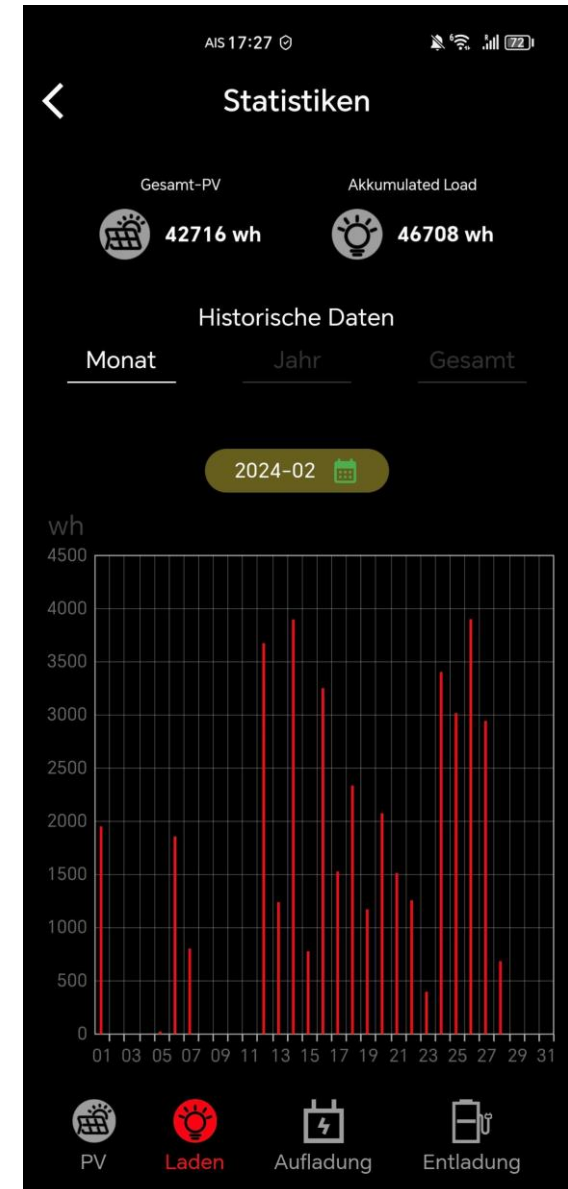 AIS 17:27 72
Statistiken
Gesamt-PV Akkumulated Load
42716 wh 46708 wh
Historische Daten
Monat Jahr Gesamt
2024-02
wh
4500
4000
3500
3000
2500
2000
1500
1000
500
0
01 03 05 07 09 11 13 15 17 19 21 23 25 27 29 31
PV Laden Aufladung Entladung